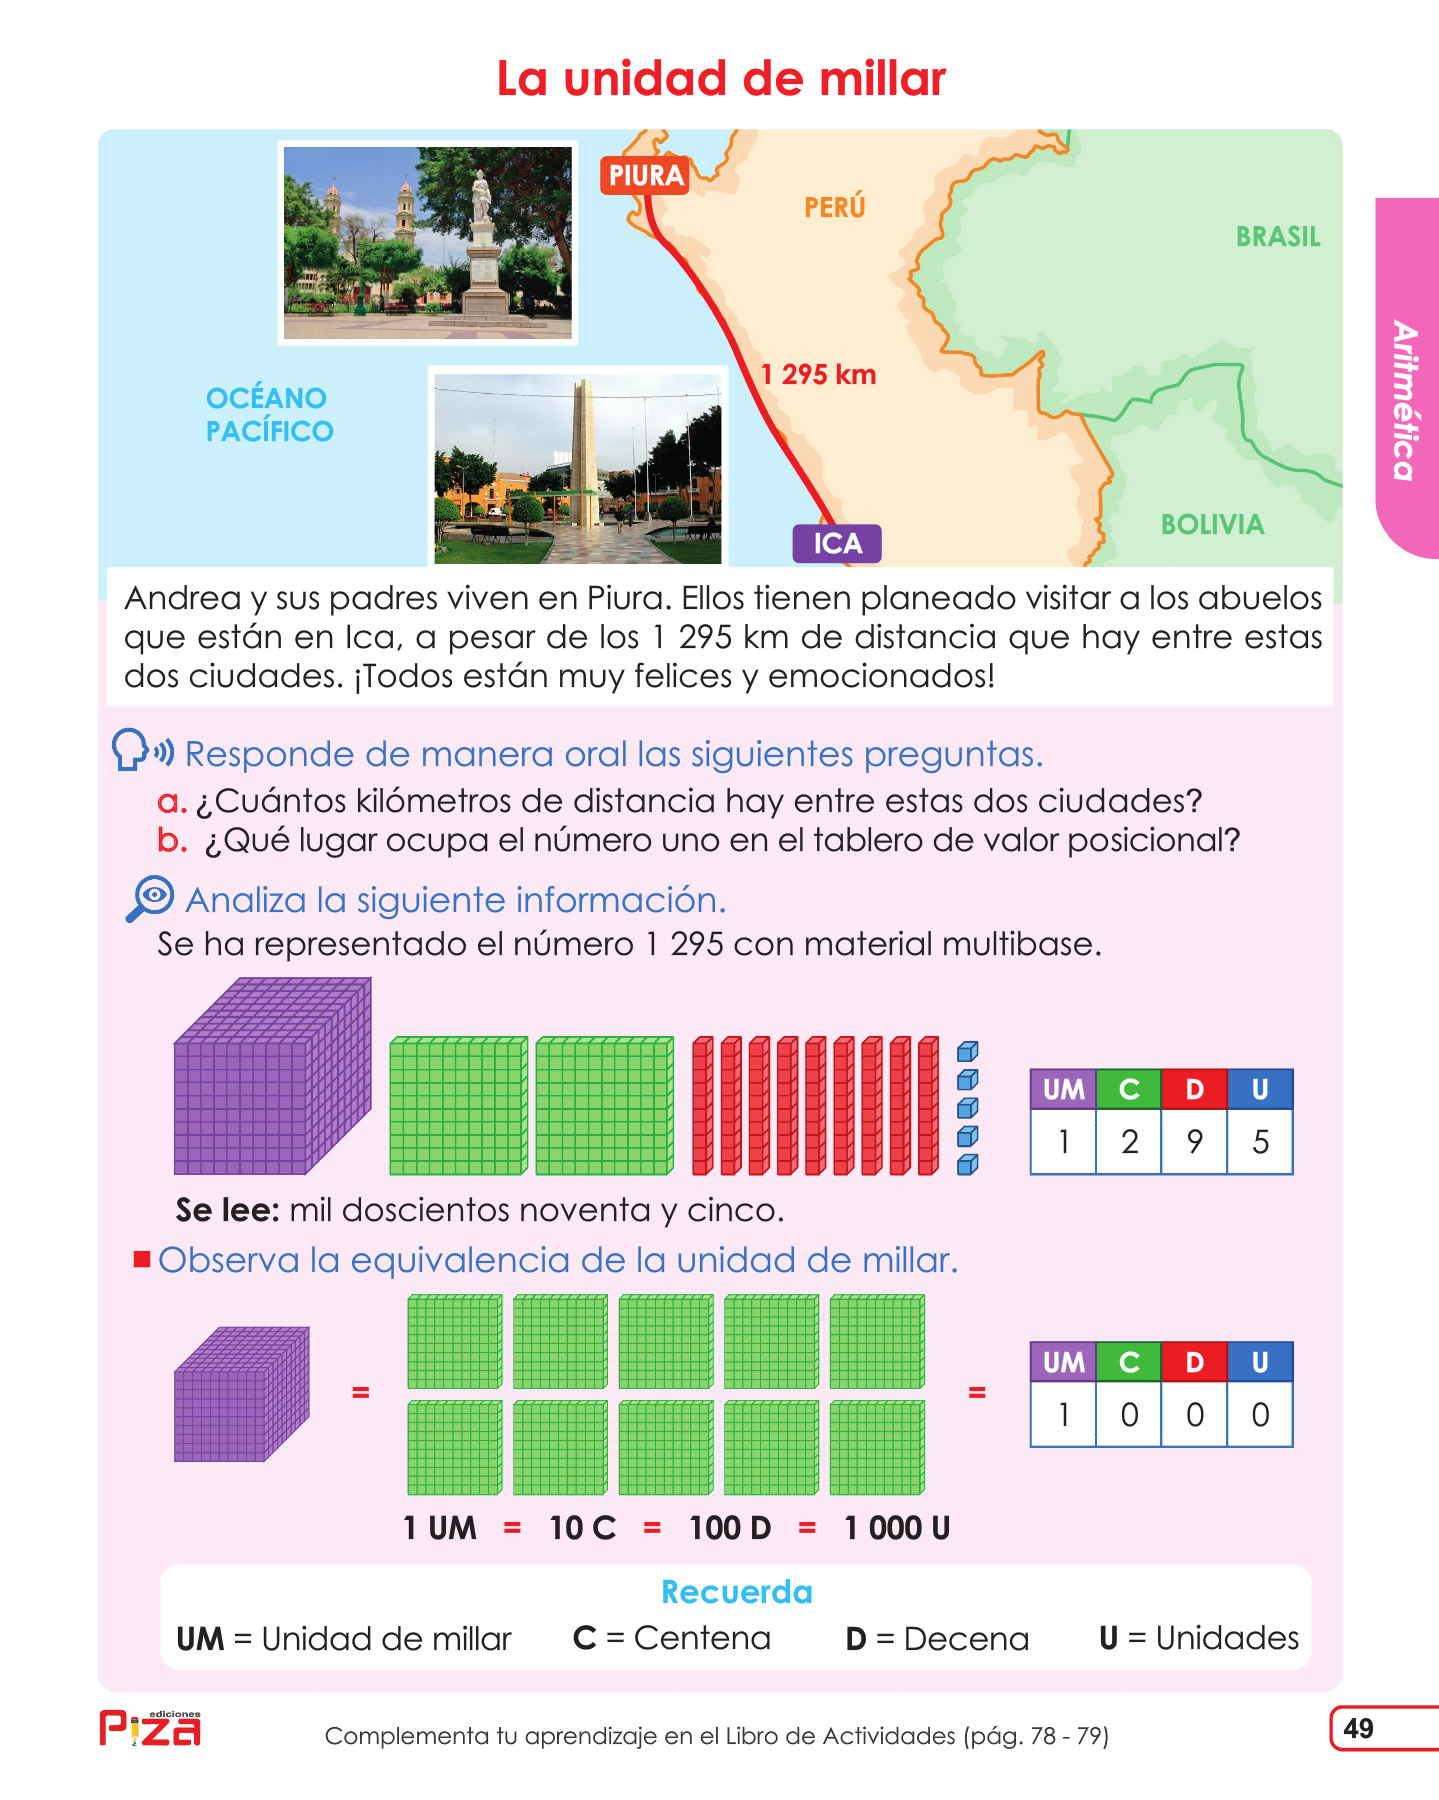 La unidad de millar
PIURA
PERÚ
BRASIL
Aritmética
1 295 km
OCÉANO
PACÍFICO
BOLIVIA
ICA
Andrea y sus padres viven en Piura. Ellos tienen planeado visitar a los abuelos
que están en Ica, a pesar de los 1 295 km de distancia que hay entre estas
dos ciudades. ¡Todos están muy felices y emocionados!
Responde de manera oral las siguientes preguntas.
a. ¿Cuántos kilómetros de distancia hay entre estas dos ciudades?
b. ¿Qué lugar ocupa el número uno en el tablero de valor posicional?
Analiza la siguiente información.
Se ha representado el número 1 295 con material multibase.
UM C D U
1 2 9 5
Se lee: mil doscientos noventa y cinco.
Observa la equivalencia de la unidad de millar.
= =
UM C D U
1 0 0 0
1 UM = 10 C = 100 D = 1 000 U
Recuerda
UM = Unidad de millar C = Centena D = Decena U = Unidades
ediciones
Piza
Complementa tu aprendizaje en el Libro de Actividades (pág. 78 - 79)
49